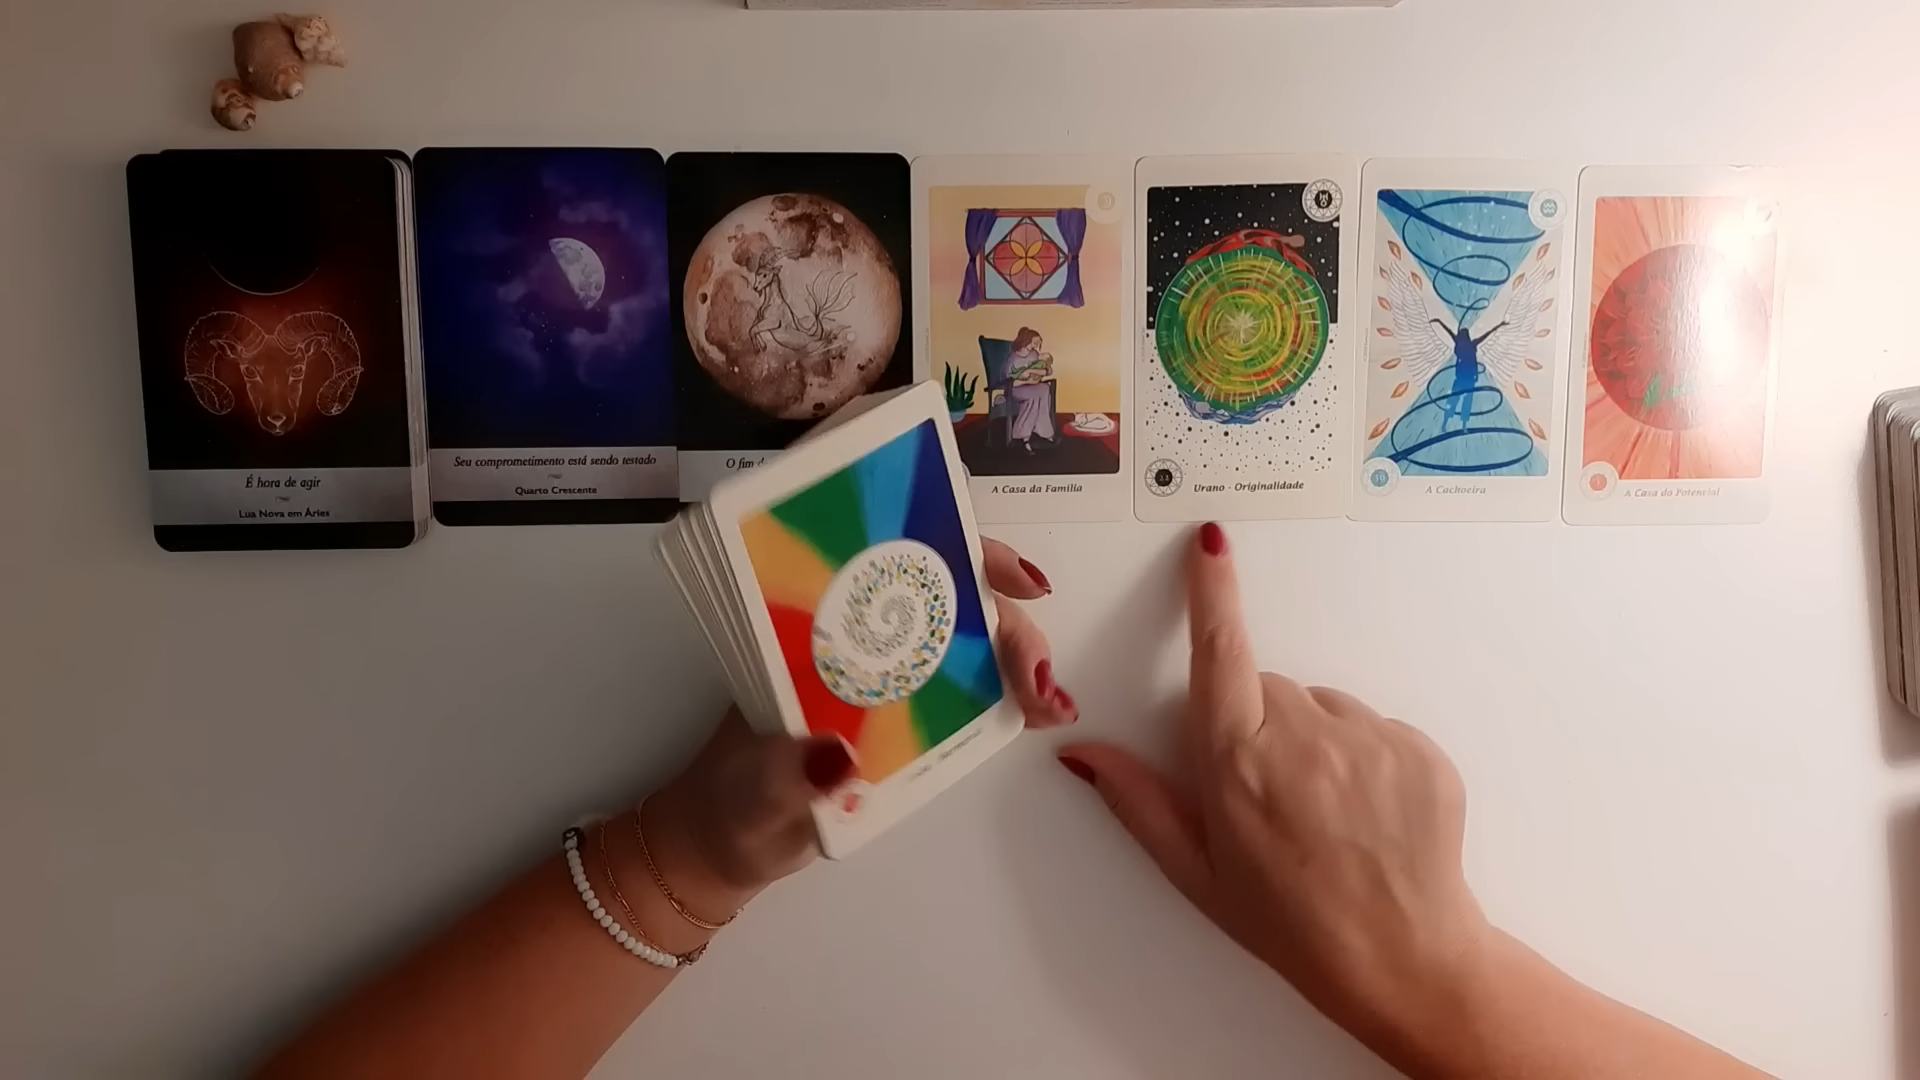 É hora de agir
Lua Nova em Áries
Seu comprometimento está sendo testado
Quarto Crescente
O fim d
A Casa da Família
22
Urano - Originalidade
A Cachoeira
A Casa do Potencial